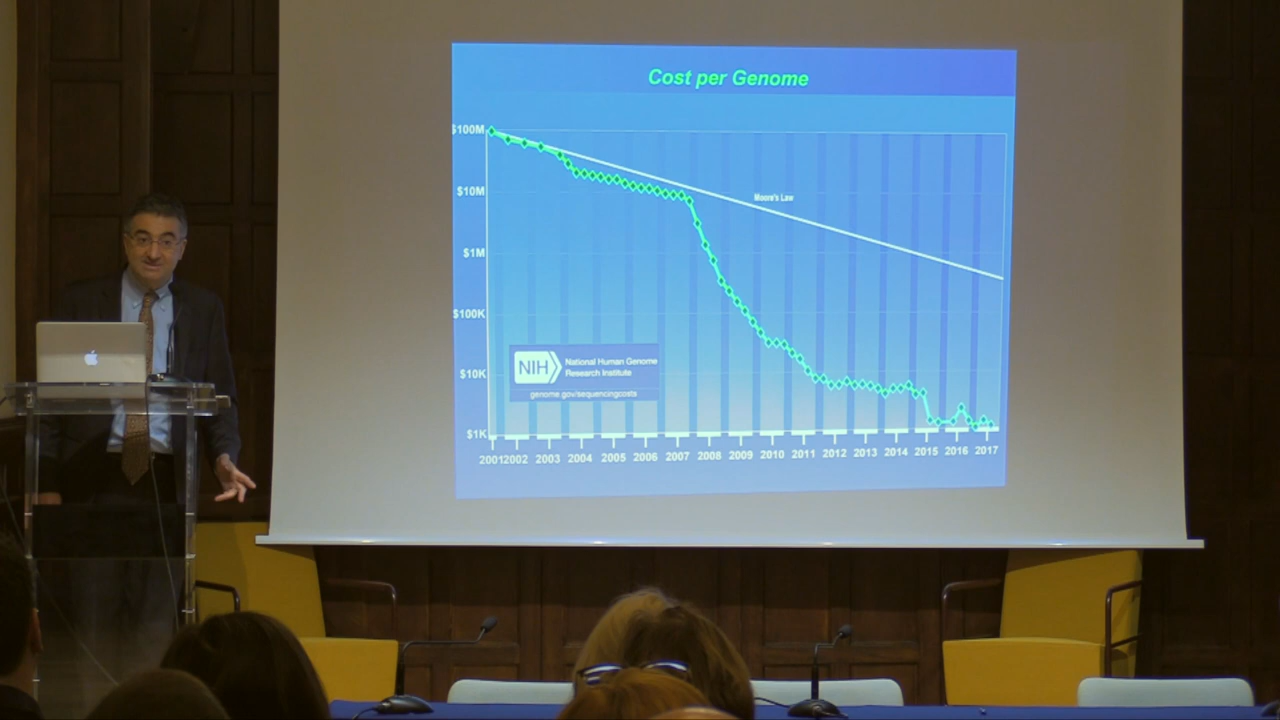 Cost per Genome
$100M
$10M
$1M
$100K
$10K
$1K
Moore's Law
NIH
National Human Genome
Research Institute
genome.gov/sequencingcosts
2001 2002 2003 2004 2005 2006 2007 2008 2009 2010 2011 2012 2013 2014 2015 2016 2017